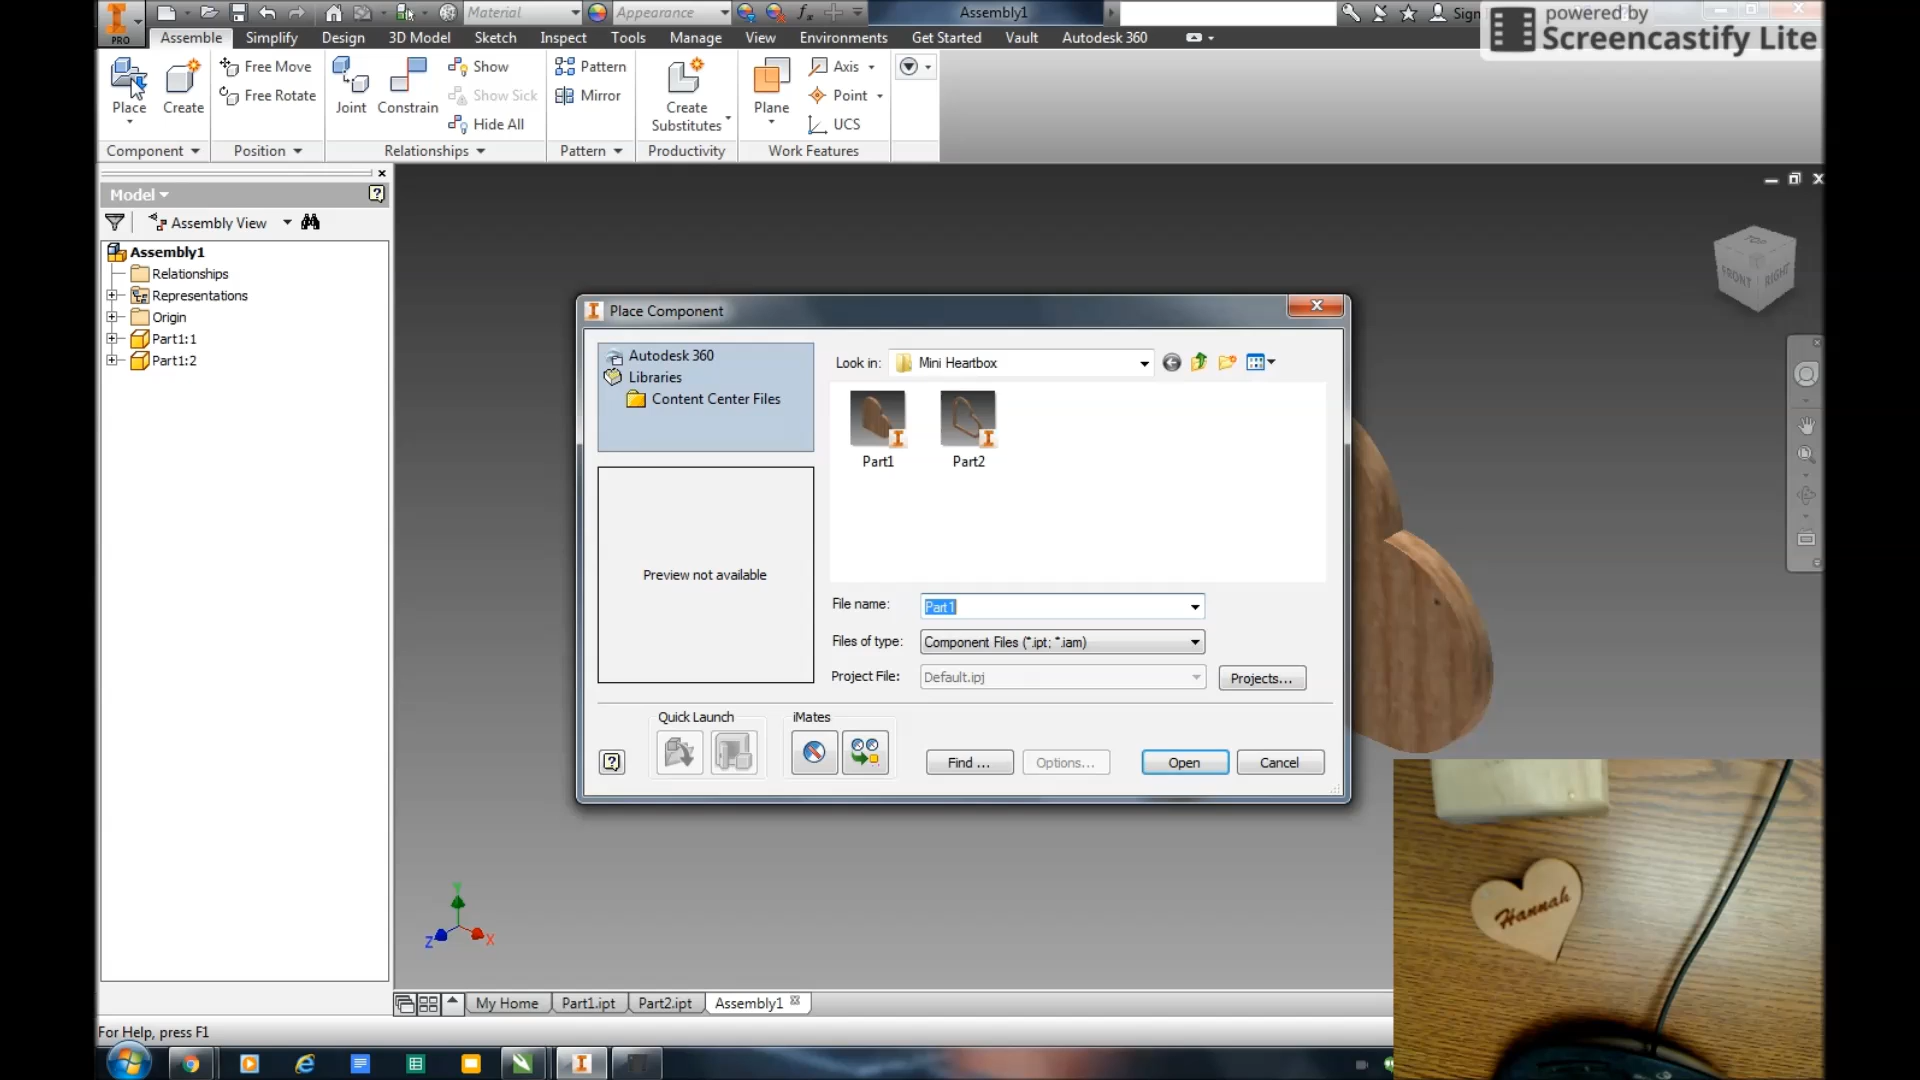 PRO
Material
Appearance
Assembly1
Sign
powered by
Screencastify Lite
Assemble
Simplify
Design
3D Model
Sketch
Inspect
Tools
Manage
View
Environments
Get Started
Vault
Autodesk 360
Place
Create
Free Move
Free Rotate
Joint
Constrain
Show
Show Sick
Hide All
Pattern
Mirror
Create
Substitutes
Plane
Axis
Point
UCS
Component
Position
Relationships
Pattern
Productivity
Work Features
Model
Assembly View
Assembly1
Relationships
Representations
Origin
Part1:1
Part1:2
TOP
FRONT
RIGHT
Place Component
Autodesk 360
Libraries
Content Center Files
Look in:
Mini Heartbox
Part1
Part2
Preview not available
File name:
Part1
Files of type:
Component Files (*.ipt; *.iam)
Project File:
Default.ipj
Projects...
Quick Launch
iMates
Find ...
Options...
Open
Cancel
Y
Z
X
Hannah
My Home
Part1.ipt
Part2.ipt
Assembly1
For Help, press F1